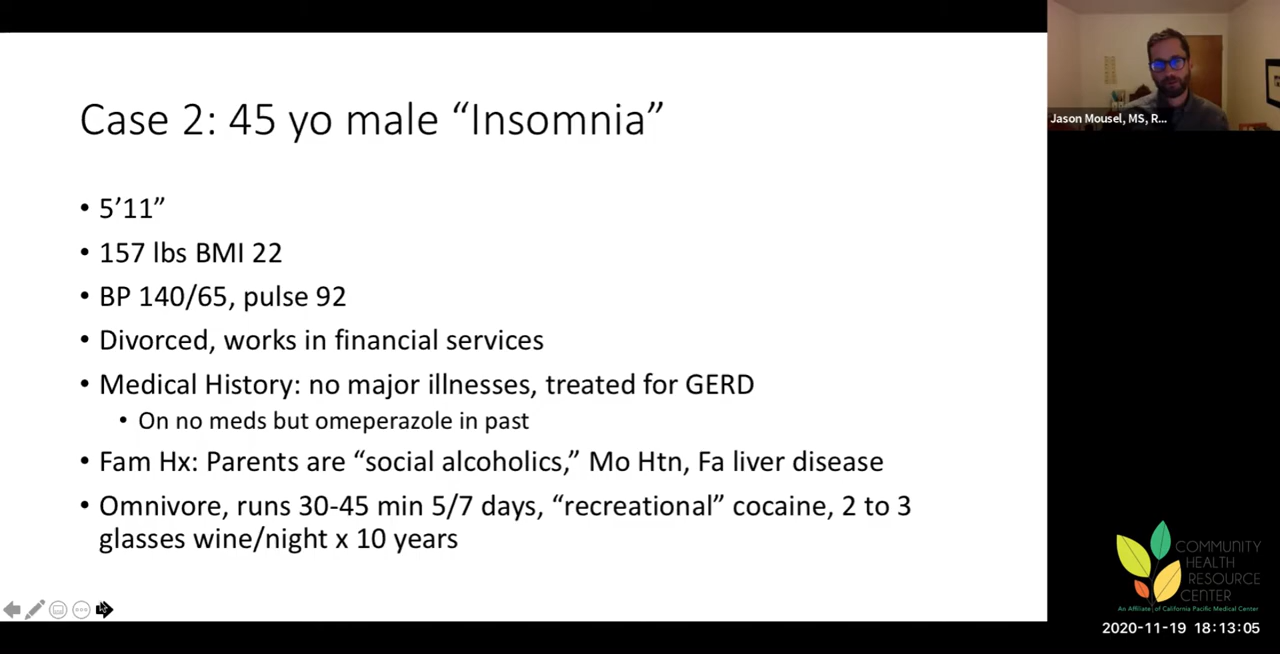 Case 2: 45 yo male “Insomnia”
• 5’11”
• 157 lbs BMI 22
• BP 140/65, pulse 92
• Divorced, works in financial services
• Medical History: no major illnesses, treated for GERD
• On no meds but omeperazole in past
• Fam Hx: Parents are “social alcoholics,” Mo Htn, Fa liver disease
• Omnivore, runs 30-45 min 5/7 days, “recreational” cocaine, 2 to 3
glasses wine/night x 10 years
Jason Mousel, MS, R...
COMMUNITY
HEALTH
RESOURCE
CENTER
An Affiliate of California Pacific Medical Center
2020-11-19 18:13:05